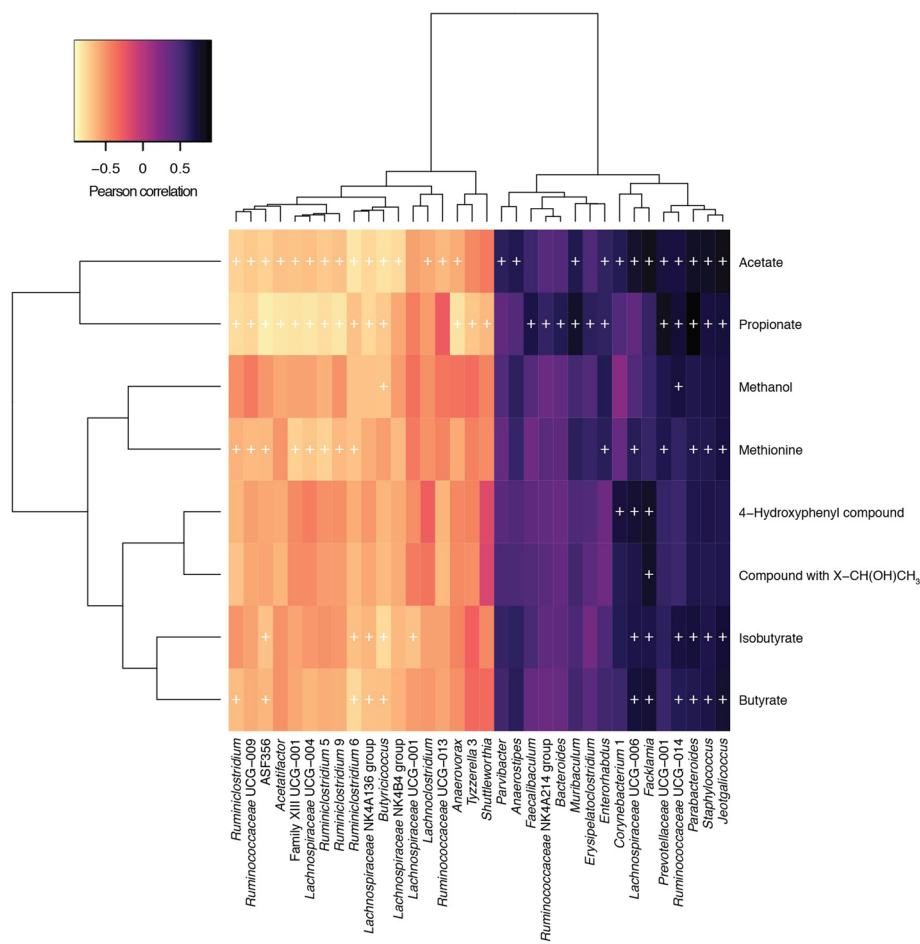 −0.5 0 0.5
Pearson correlation
Acetate
Propionate
Methanol
Methionine
4−Hydroxyphenyl compound
Compound with X−CH(OH)CH₃
Isobutyrate
Butyrate
Ruminiclostridium
Ruminococcaceae UCG−009
ASF356
Acetatifactor
Family XIII UCG−001
Lachnospiraceae UCG−004
Ruminiclostridium 5
Ruminiclostridium 9
Ruminiclostridium 6
Lachnospiraceae NK4A136 group
Butyricicoccus
Lachnospiraceae NK4B4 group
Lachnospiraceae UCG−001
Lachnoclostridium
Ruminococcaceae UCG−013
Anaerovorax
Tyzzerella 3
Shuttleworthia
Parvibacter
Anaerostipes
Faecalibaculum
Ruminococcaceae NK4A214 group
Bacteroides
Muribaculum
Erysipelatoclostridium
Enterorhabdus
Corynebacterium 1
Lachnospiraceae UCG−006
Facklamia
Prevotellaceae UCG−001
Ruminococcaceae UCG−014
Parabacteroides
Staphylococcus
Jeotgalicoccus